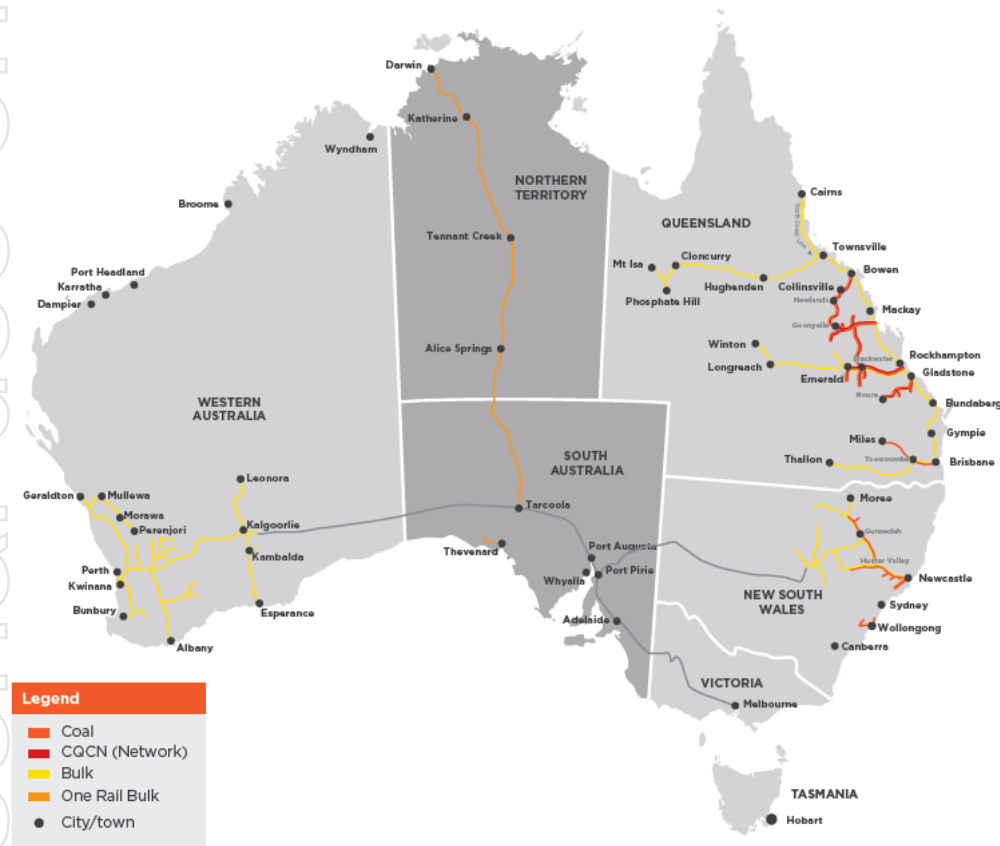 Darwin
Katherine
Wyndham
NORTHERN
TERRITORY
Broome
Tennant Creek
Port Headland
Karratha
Dampier
Alice Springs
WESTERN
AUSTRALIA
Cairns
North Coast Line
QUEENSLAND
Townsville
Mt Isa
Cloncurry
Bowen
Hughenden
Collinsville
Phosphate Hill
Newlands
Mackay
Goonyella
Winton
Longreach
Blackwater
Rockhampton
Emerald
Gladstone
Moura
Bundaberg
Gympie
Miles
Thallon
Toowoomba
Brisbane
SOUTH
AUSTRALIA
Leonora
Geraldton
Mullewa
Morawa
Perenjori
Kalgoorlie
Tarcoola
Kambalda
Thevenard
Port Augusta
Perth
Kwinana
Whyalla
Port Pirie
Bunbury
Esperance
Adelaide
Albany
Moree
Gunnedah
Hunter Valley
Newcastle
NEW SOUTH
WALES
Sydney
Wollongong
Canberra
VICTORIA
Melbourne
TASMANIA
Hobart
Legend
Coal
CQCN (Network)
Bulk
One Rail Bulk
City/town